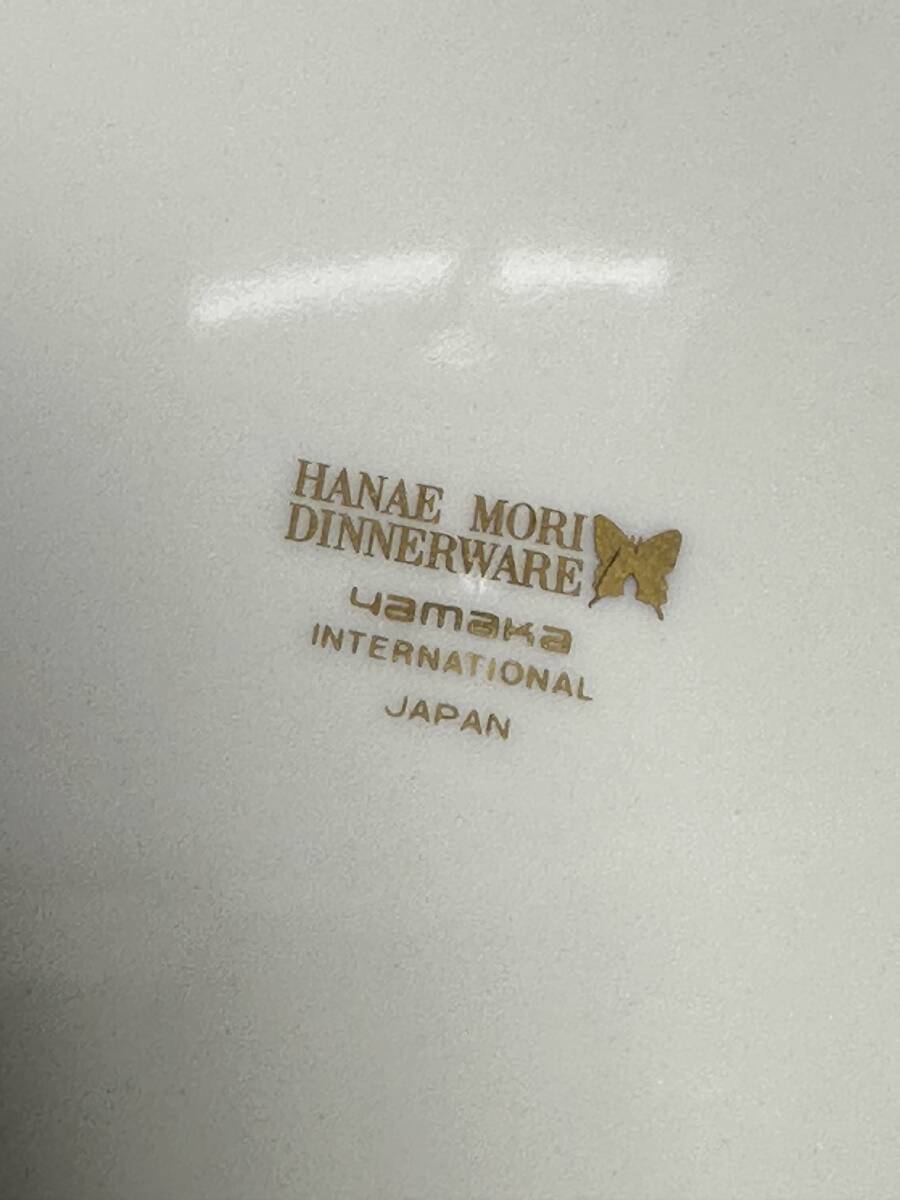 HANAE MORI
DINNERWARE
yamaka
INTERNATIONAL
JAPAN